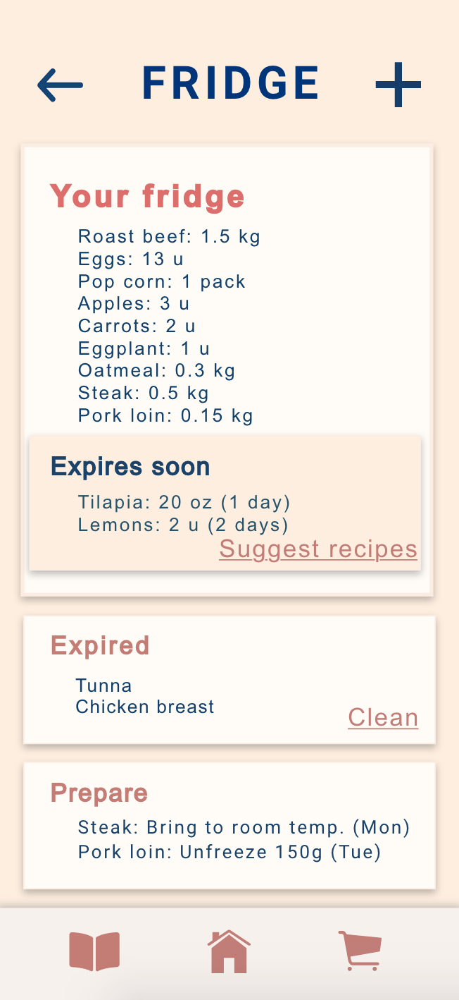 FRIDGE
Your fridge
Roast beef: 1.5 kg
Eggs: 13 u
Pop corn: 1 pack
Apples: 3 u
Carrots: 2 u
Eggplant: 1 u
Oatmeal: 0.3 kg
Steak: 0.5 kg
Pork loin: 0.15 kg
Expires soon
Tilapia: 20 oz (1 day)
Lemons: 2 u (2 days)
Suggest recipes
Expired
Tunna
Chicken breast
Clean
Prepare
Steak: Bring to room temp. (Mon)
Pork loin: Unfreeze 150g (Tue)